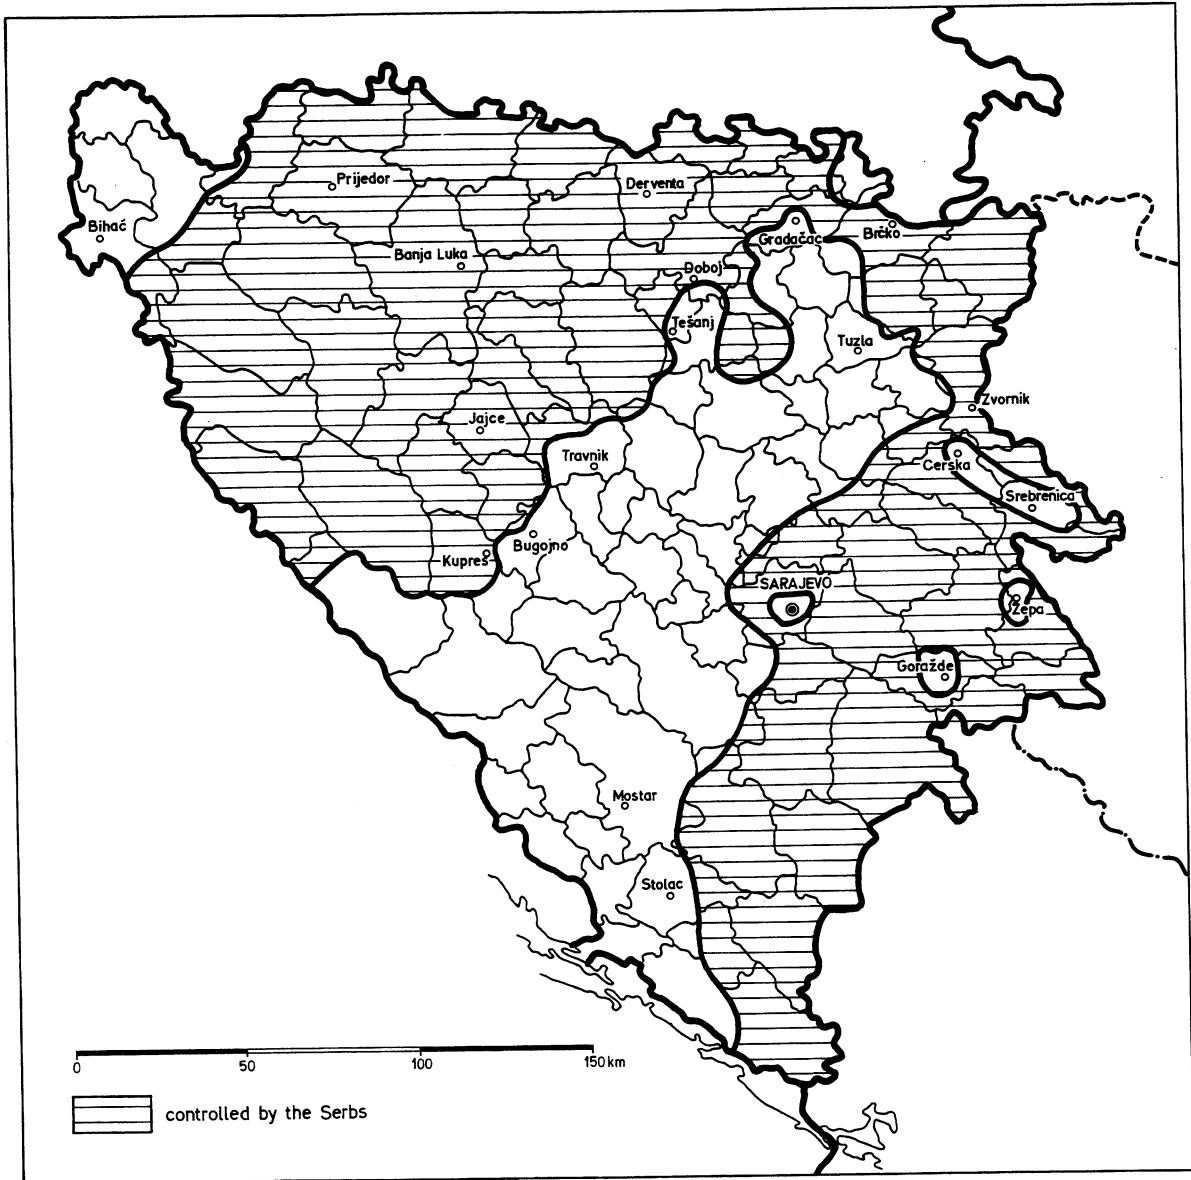 Prijedor
Derventa
Bihać
Brčko
Gradačac
Banja Luka
Doboj
Tešanj
Tuzla
Zvornik
Jajce
Travnik
Cerska
Srebrenica
Bugojno
Kupres
SARAJEVO
Žepa
Goražde
Mostar
Stolac
0 50 100 150 km
controlled by the Serbs